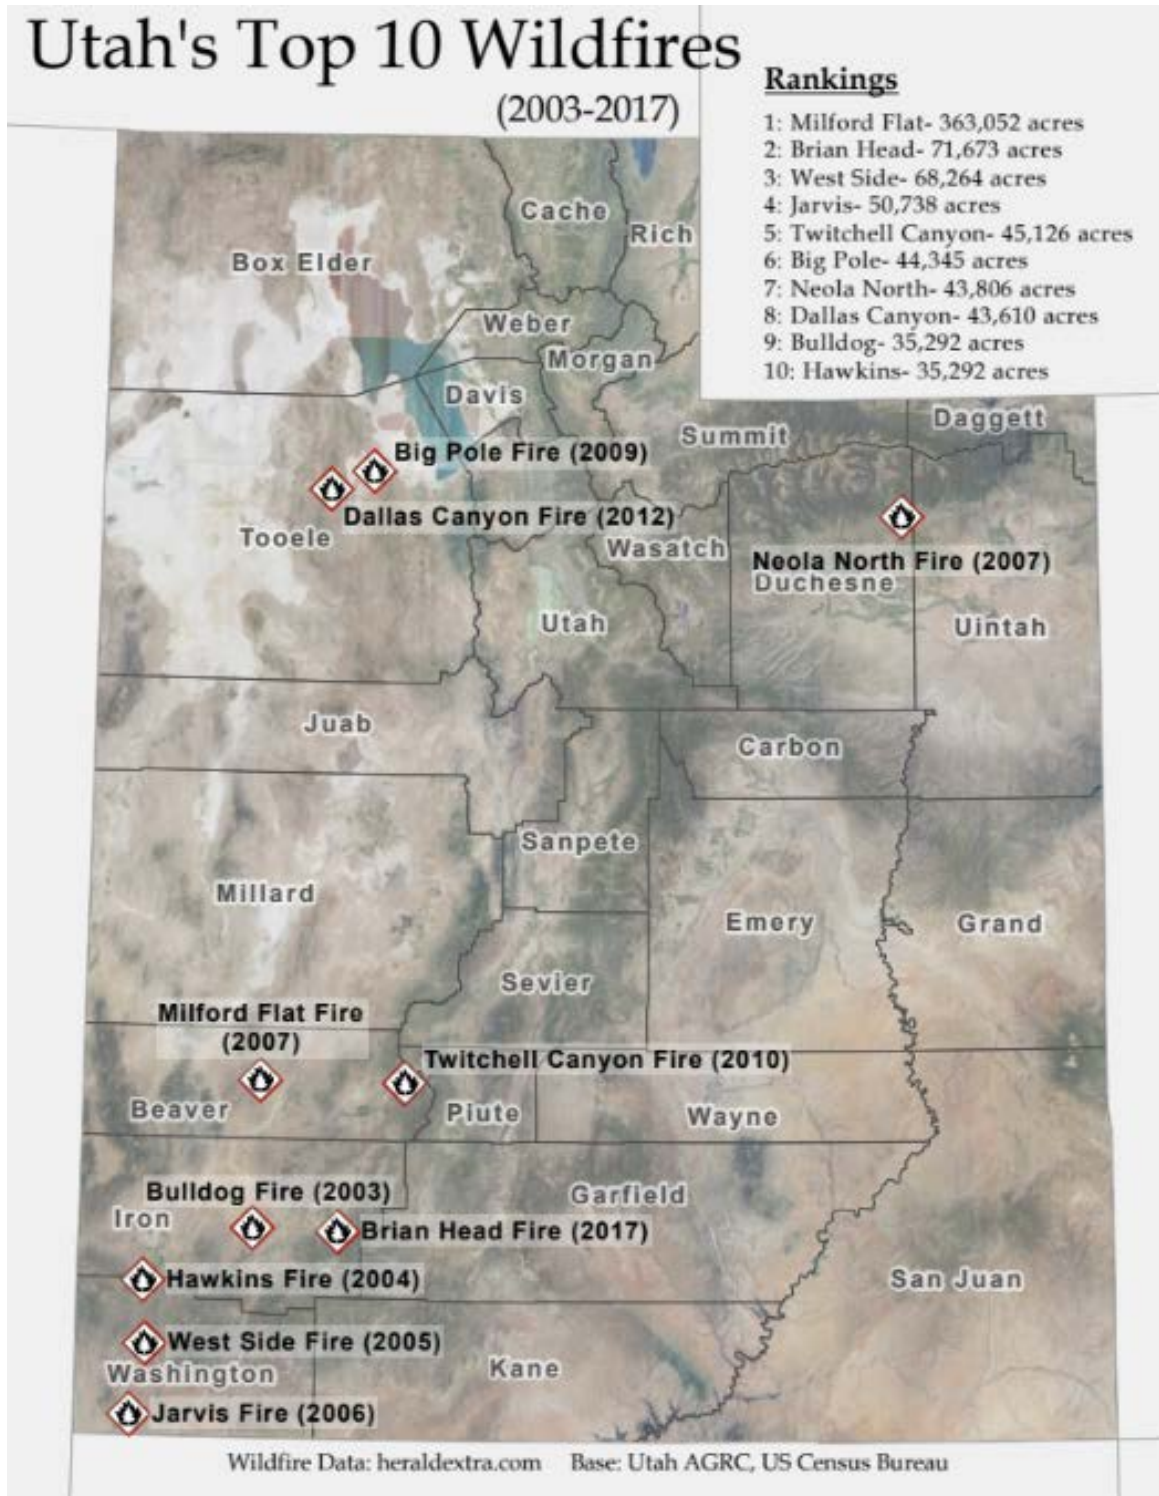 Utah's Top 10 Wildfires
(2003-2017)
Rankings
1: Milford Flat- 363,052 acres
2: Brian Head- 71,673 acres
3: West Side- 68,264 acres
4: Jarvis- 50,738 acres
5: Twitchell Canyon- 45,126 acres
6: Big Pole- 44,345 acres
7: Neola North- 43,806 acres
8: Dallas Canyon- 43,610 acres
9: Bulldog- 35,292 acres
10: Hawkins- 35,292 acres
Cache
Rich
Box Elder
Weber
Morgan
Davis
Daggett
Summit
Big Pole Fire (2009)
Dallas Canyon Fire (2012)
Tooele
Wasatch
Neola North Fire (2007)
Duchesne
Utah
Uintah
Juab
Carbon
Sanpete
Millard
Emery
Grand
Sevier
Milford Flat Fire
(2007)
Twitchell Canyon Fire (2010)
Beaver
Piute
Wayne
Bulldog Fire (2003)
Garfield
Iron
Brian Head Fire (2017)
Hawkins Fire (2004)
San Juan
West Side Fire (2005)
Washington
Kane
Jarvis Fire (2006)
Wildfire Data: heraldextra.com Base: Utah AGRC, US Census Bureau